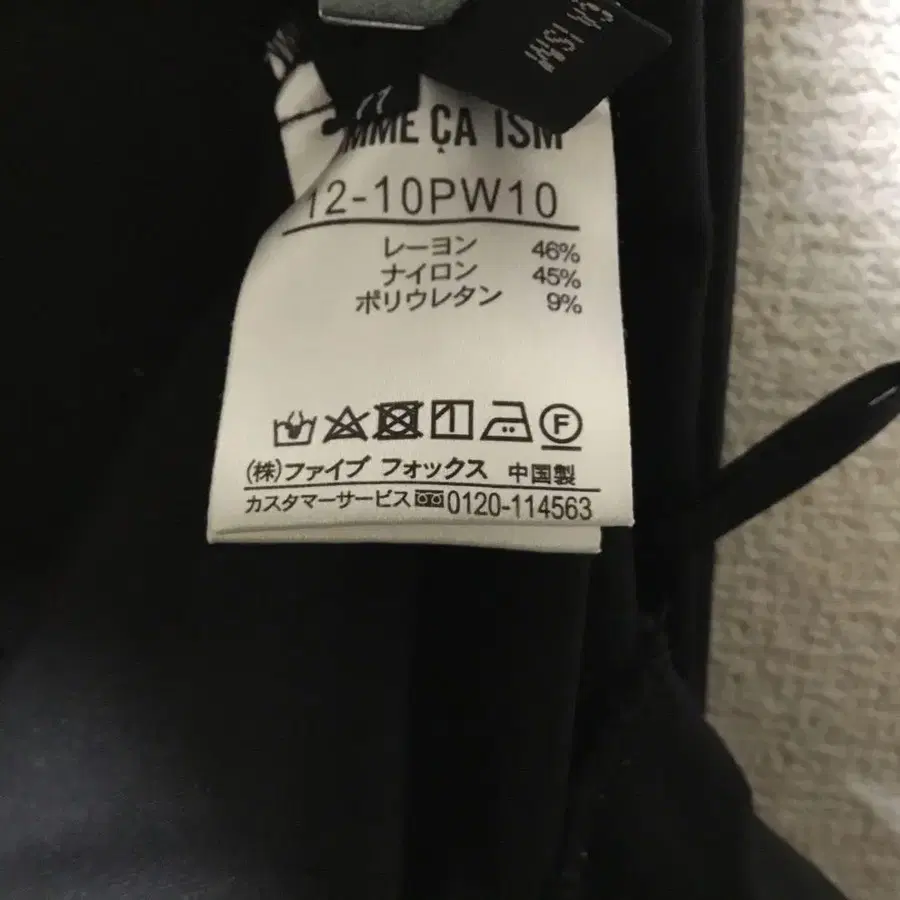 ÇA ISM
MME ÇA ISM
12-10PW10
レーヨン 46%
ナイロン 45%
ポリウレタン 9%
F
(株)ファイブ フォックス 中国製
カスタマーサービス 0120-114563